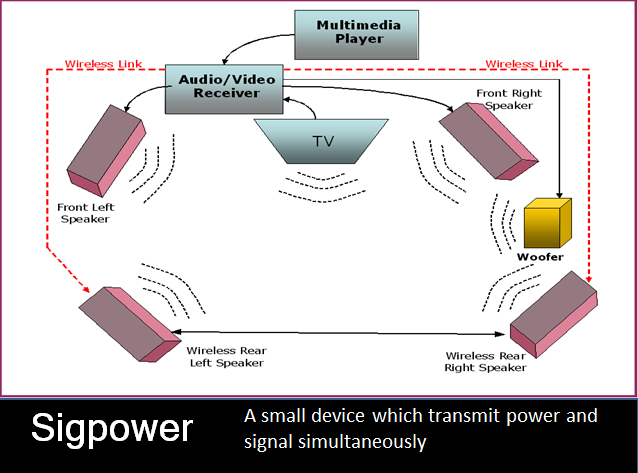 Multimedia
Player
Wireless Link
Wireless Link
Audio/Video
Receiver
Front Right
Speaker
TV
Front Left
Speaker
Woofer
Wireless Rear
Left Speaker
Wireless Rear
Right Speaker
Sigpower
A small device which transmit power and
signal simultaneously